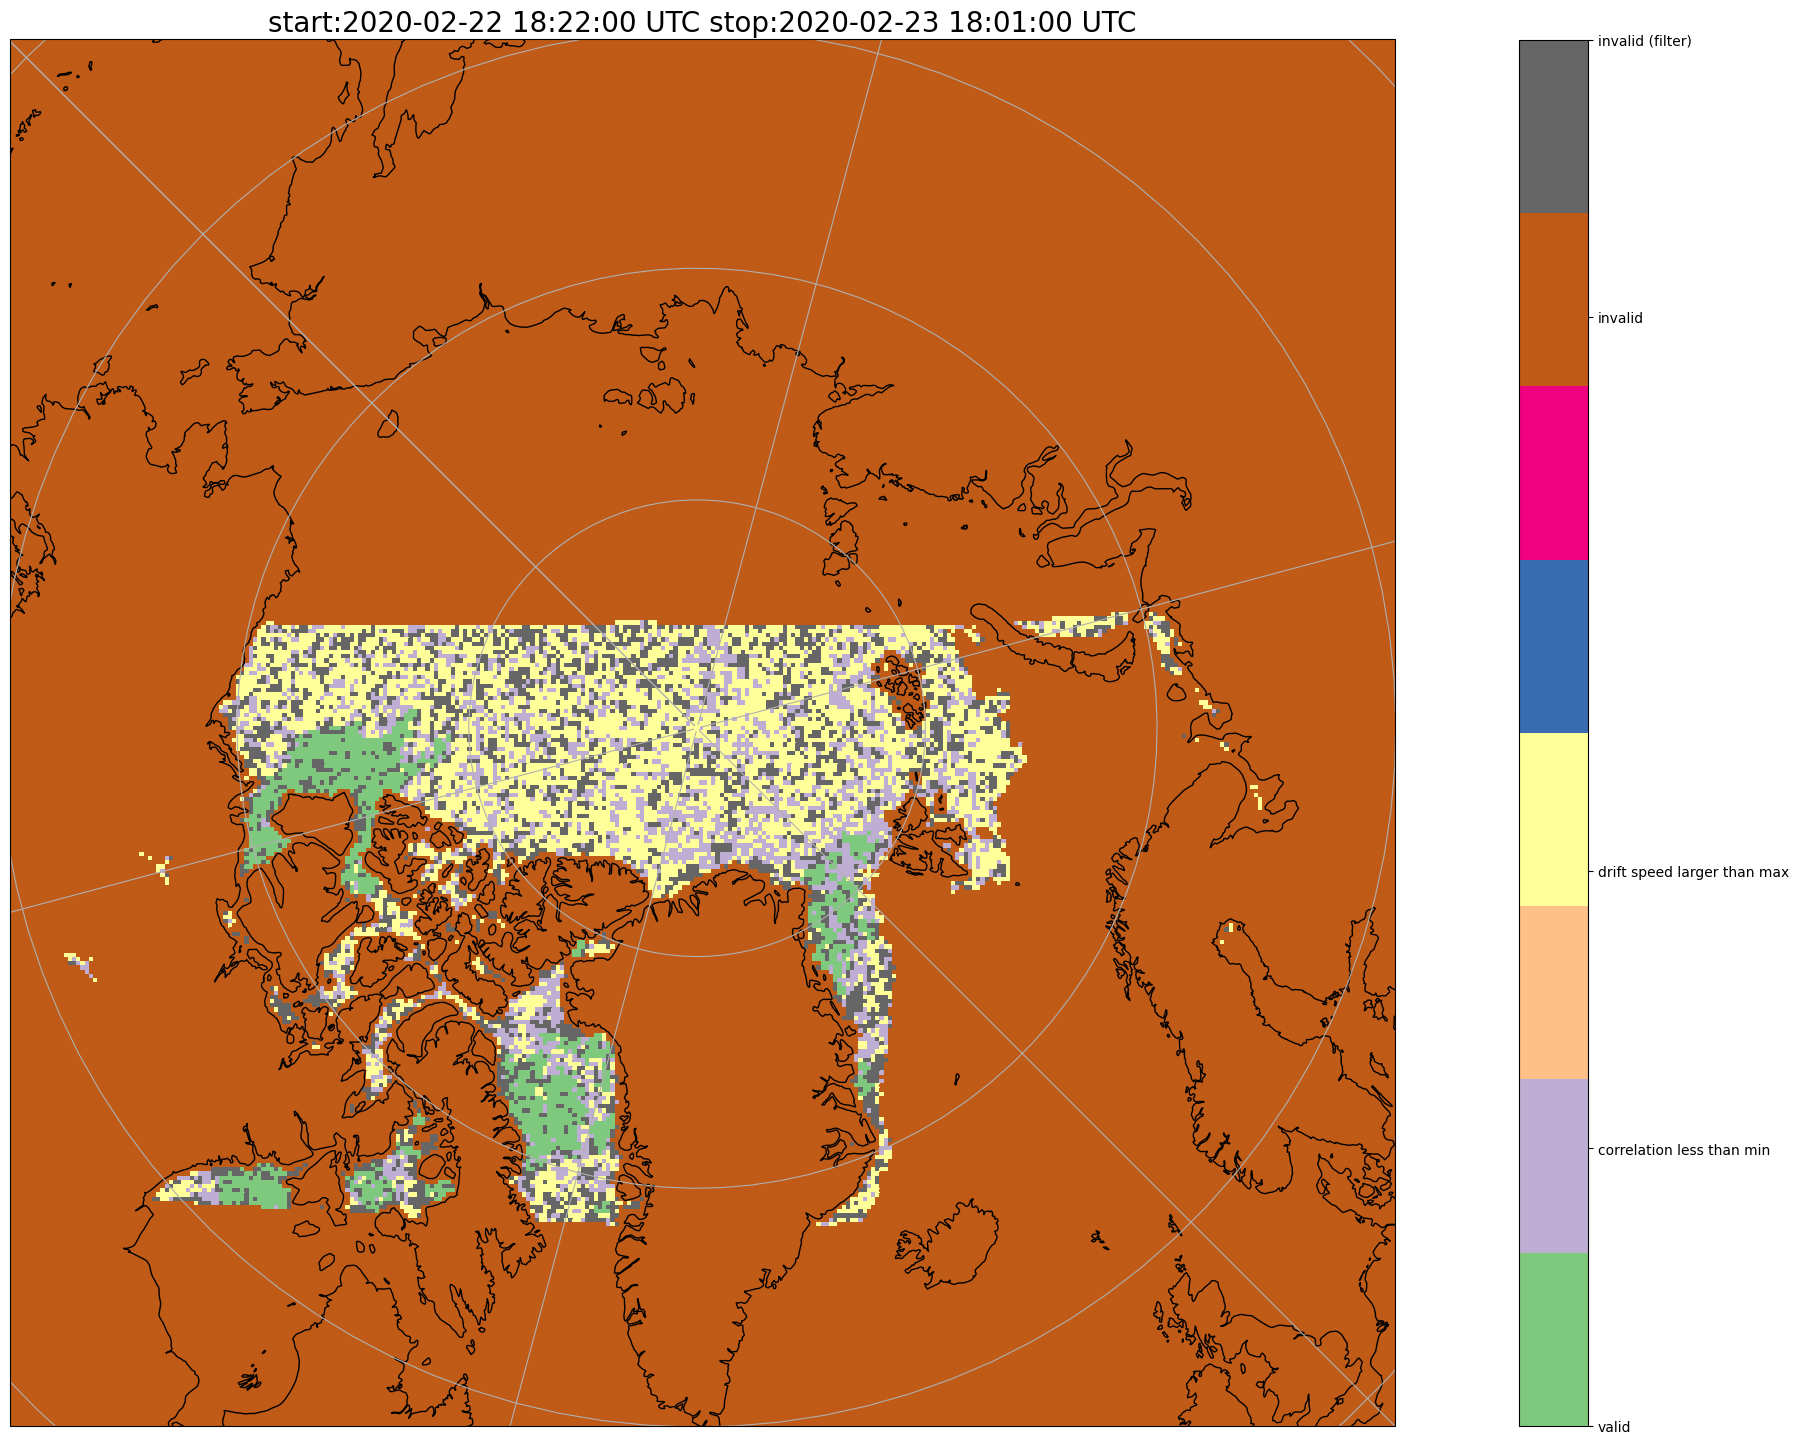 start:2020-02-22 18:22:00 UTC stop:2020-02-23 18:01:00 UTC
invalid (filter)
invalid
drift speed larger than max
correlation less than min
valid